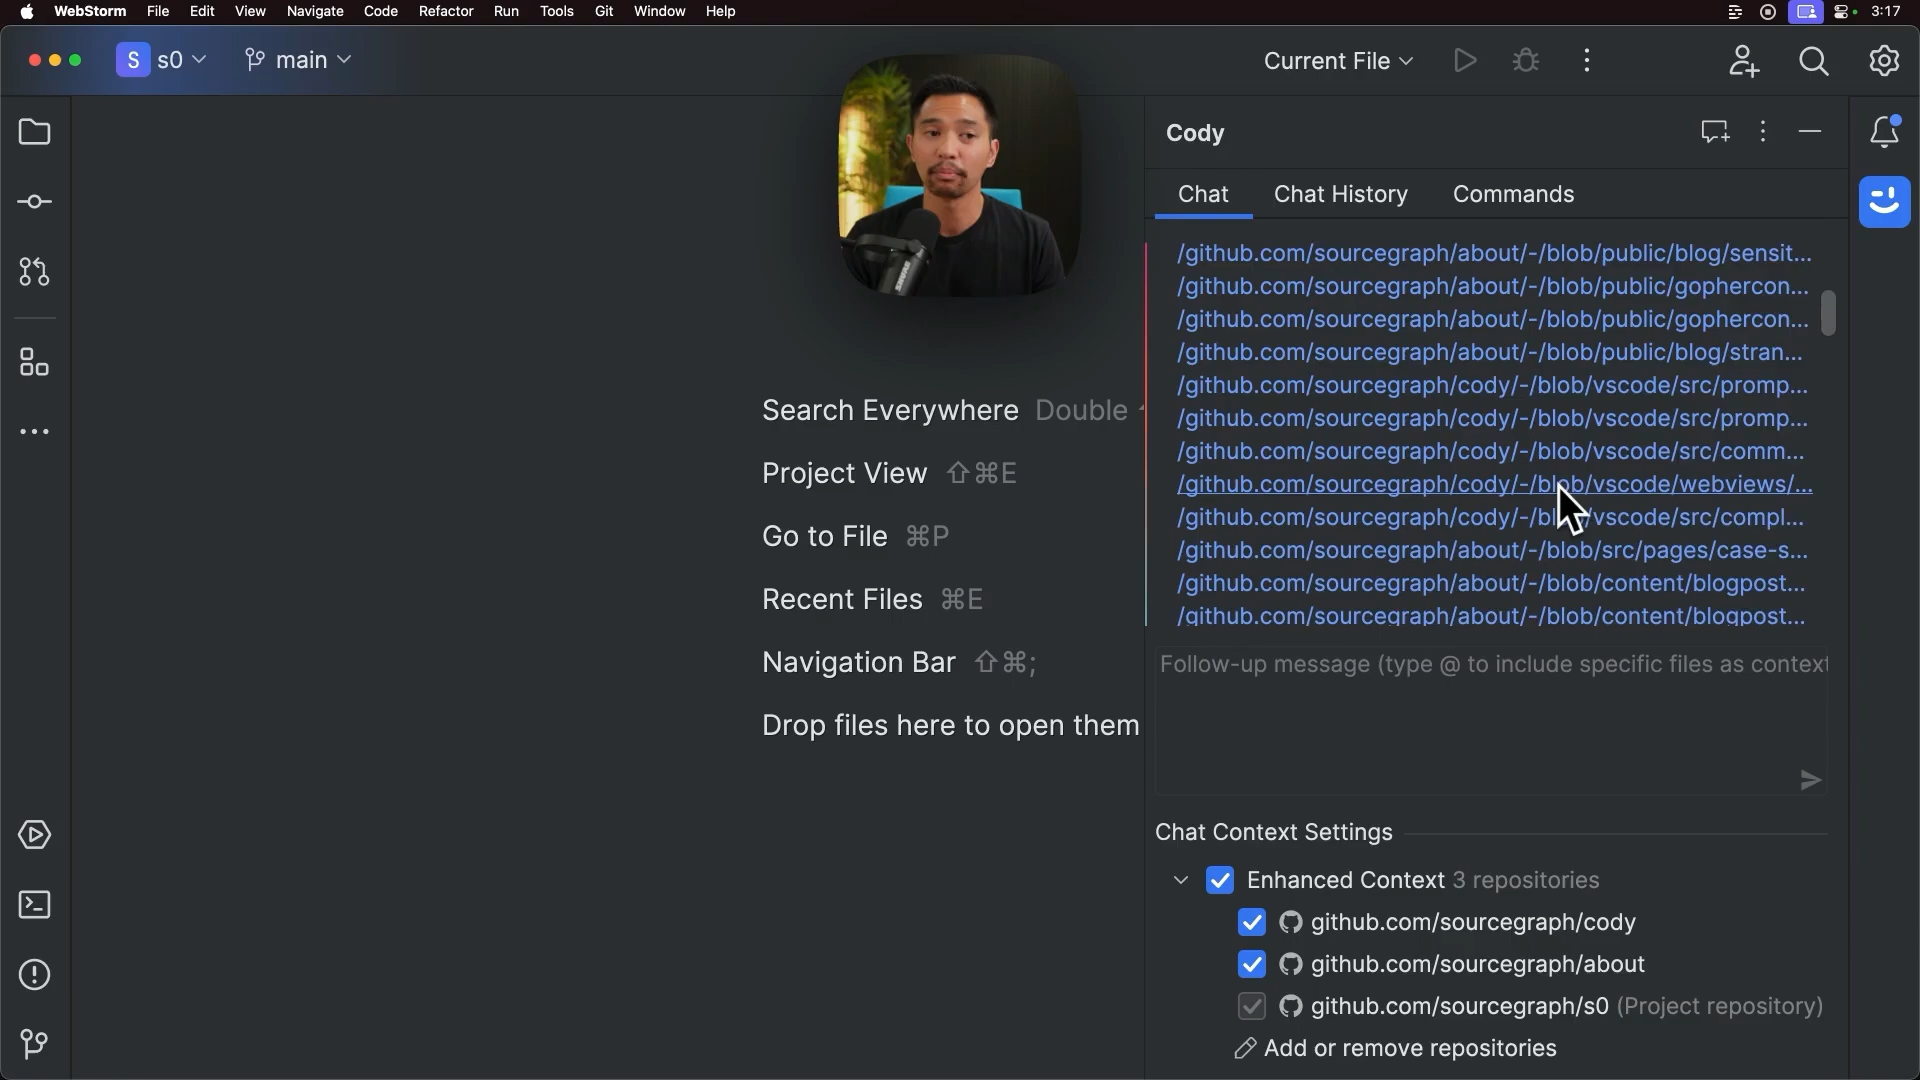 WebStorm File Edit View Navigate Code Refactor Run Tools Git Window Help 3:17
S s0 main Current File
Cody
Chat Chat History Commands
/github.com/sourcegraph/about/-/blob/public/blog/sensit...
/github.com/sourcegraph/about/-/blob/public/gophercon...
/github.com/sourcegraph/about/-/blob/public/gophercon...
/github.com/sourcegraph/about/-/blob/public/blog/stran...
/github.com/sourcegraph/cody/-/blob/vscode/src/promp...
/github.com/sourcegraph/cody/-/blob/vscode/src/promp...
/github.com/sourcegraph/cody/-/blob/vscode/src/comm...
/github.com/sourcegraph/cody/-/blob/vscode/webviews/...
/github.com/sourcegraph/cody/-/blob/vscode/src/compl...
/github.com/sourcegraph/about/-/blob/src/pages/case-s...
/github.com/sourcegraph/about/-/blob/content/blogpost...
/github.com/sourcegraph/about/-/blob/content/blogpost...
Search Everywhere Double
Project View ⇧⌘E
Go to File ⌘P
Recent Files ⌘E
Navigation Bar ⇧⌘;
Drop files here to open them
Follow-up message (type @ to include specific files as context
Chat Context Settings
Enhanced Context 3 repositories
github.com/sourcegraph/cody
github.com/sourcegraph/about
github.com/sourcegraph/s0 (Project repository)
Add or remove repositories